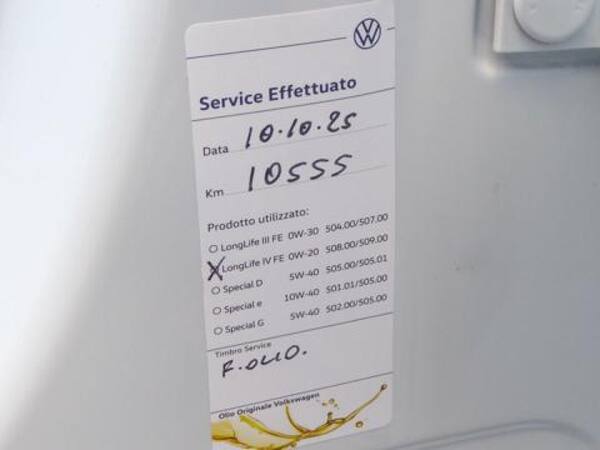 Service Effettuato
Data 10.10.25
Km 10555
Prodotto utilizzato:
O LongLife III FE 0W-30 504.00/507.00
X LongLife IV FE 0W-20 508.00/509.00
O Special D 5W-40 505.00/505.01
O Special e 10W-40 501.01/505.00
O Special G 5W-40 502.00/505.00
Timbro Service
F. OLIO.
Olio Originale Volkswagen